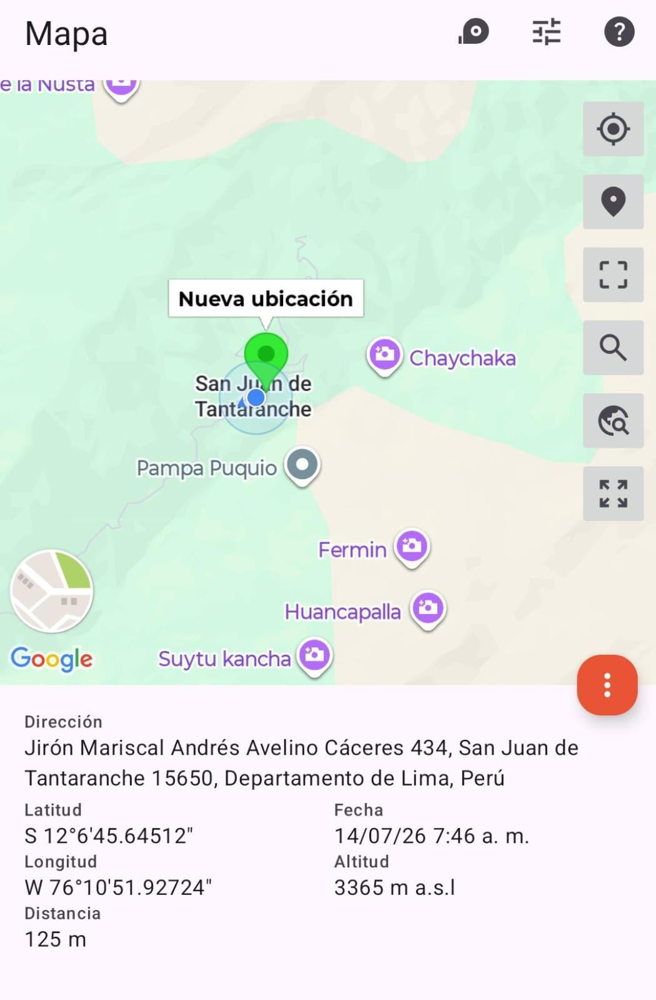 Mapa
e la Ñusta
Nueva ubicación
Chaychaka
San Juan de
Tantaranche
Pampa Puquio
Fermin
Huancapalla
Suytu kancha
Google
Dirección
Jirón Mariscal Andrés Avelino Cáceres 434, San Juan de
Tantaranche 15650, Departamento de Lima, Perú
Latitud
S 12°6'45.64512"
Fecha
14/07/26 7:46 a. m.
Longitud
W 76°10'51.92724"
Altitud
3365 m a.s.l
Distancia
125 m